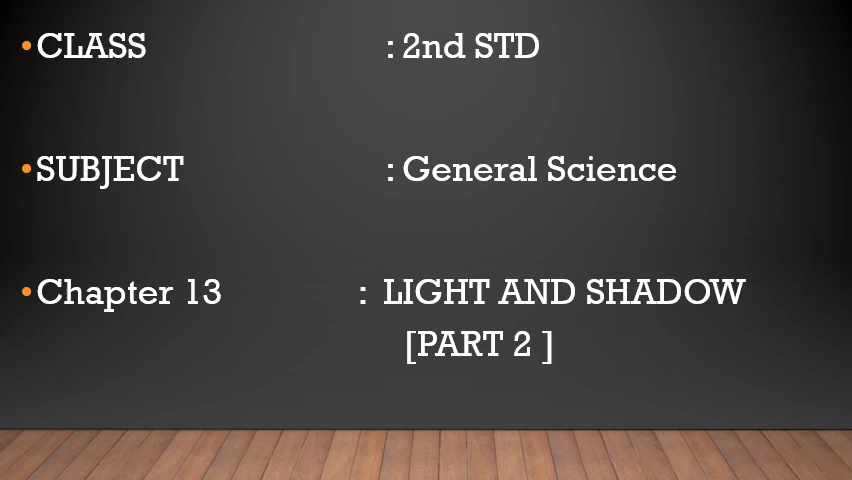 • CLASS : 2nd STD
• SUBJECT : General Science
• Chapter 13 : LIGHT AND SHADOW
[PART 2 ]